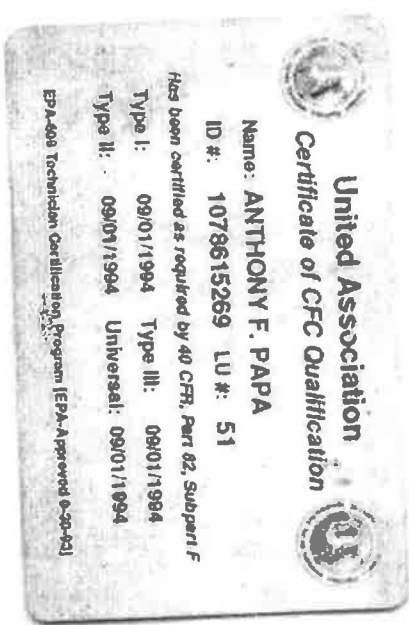 United Association
Certificate of CFC Qualification
Name: ANTHONY F. PAPA
ID #: 1078615269 LU #: 51
Has been certified as required by 40 CFR, Part 82, Subpart F
Type I: 09/01/1994 Type III: 09/01/1994
Type II: 09/01/1994 Universal: 09/01/1994
EPA-608 Technician Certification Program [EPA-Approved 9-30-93]